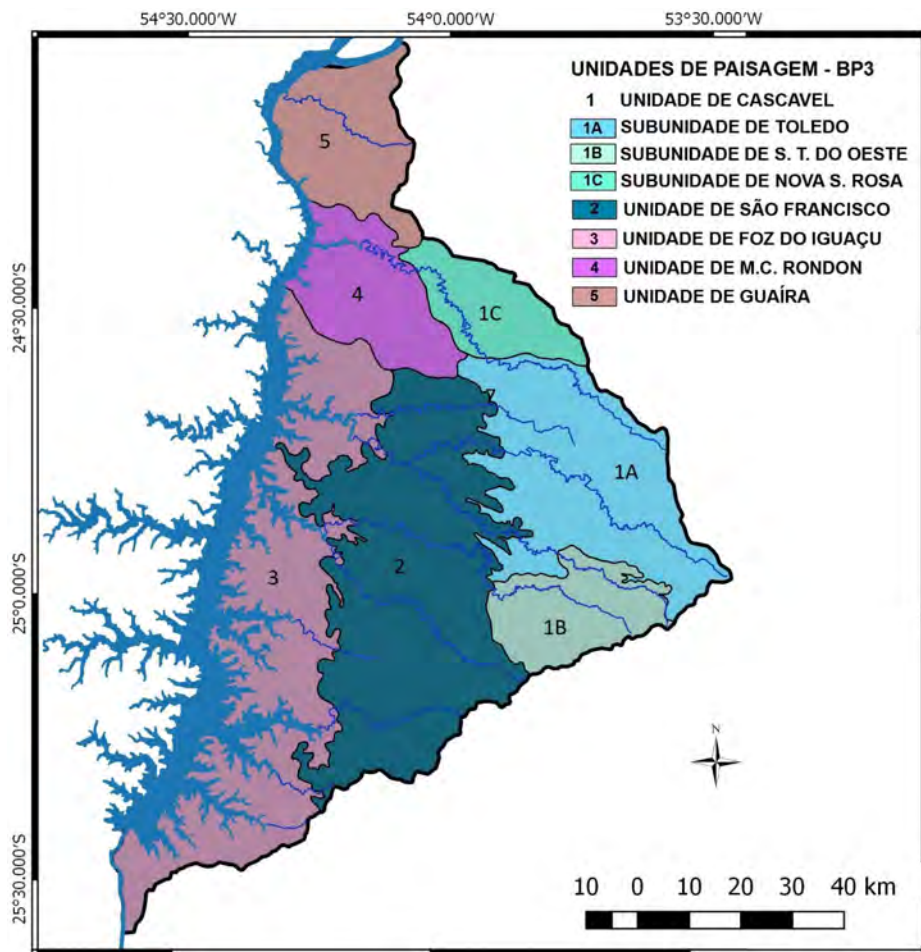 54°30.000'W 54°00.000'W 53°30.000'W
UNIDADES DE PAISAGEM - BP3
1 UNIDADE DE CASCAVEL
1A SUBUNIDADE DE TOLEDO
1B SUBUNIDADE DE S. T. DO OESTE
1C SUBUNIDADE DE NOVA S. ROSA
2 UNIDADE DE SÃO FRANCISCO
3 UNIDADE DE FOZ DO IGUAÇU
4 UNIDADE DE M.C. RONDON
5 UNIDADE DE GUAÍRA
5
4
1C
24°30.000'S
1A
2
3
25°0.000'S
1B
N
25°30.000'S
10 0 10 20 30 40 km